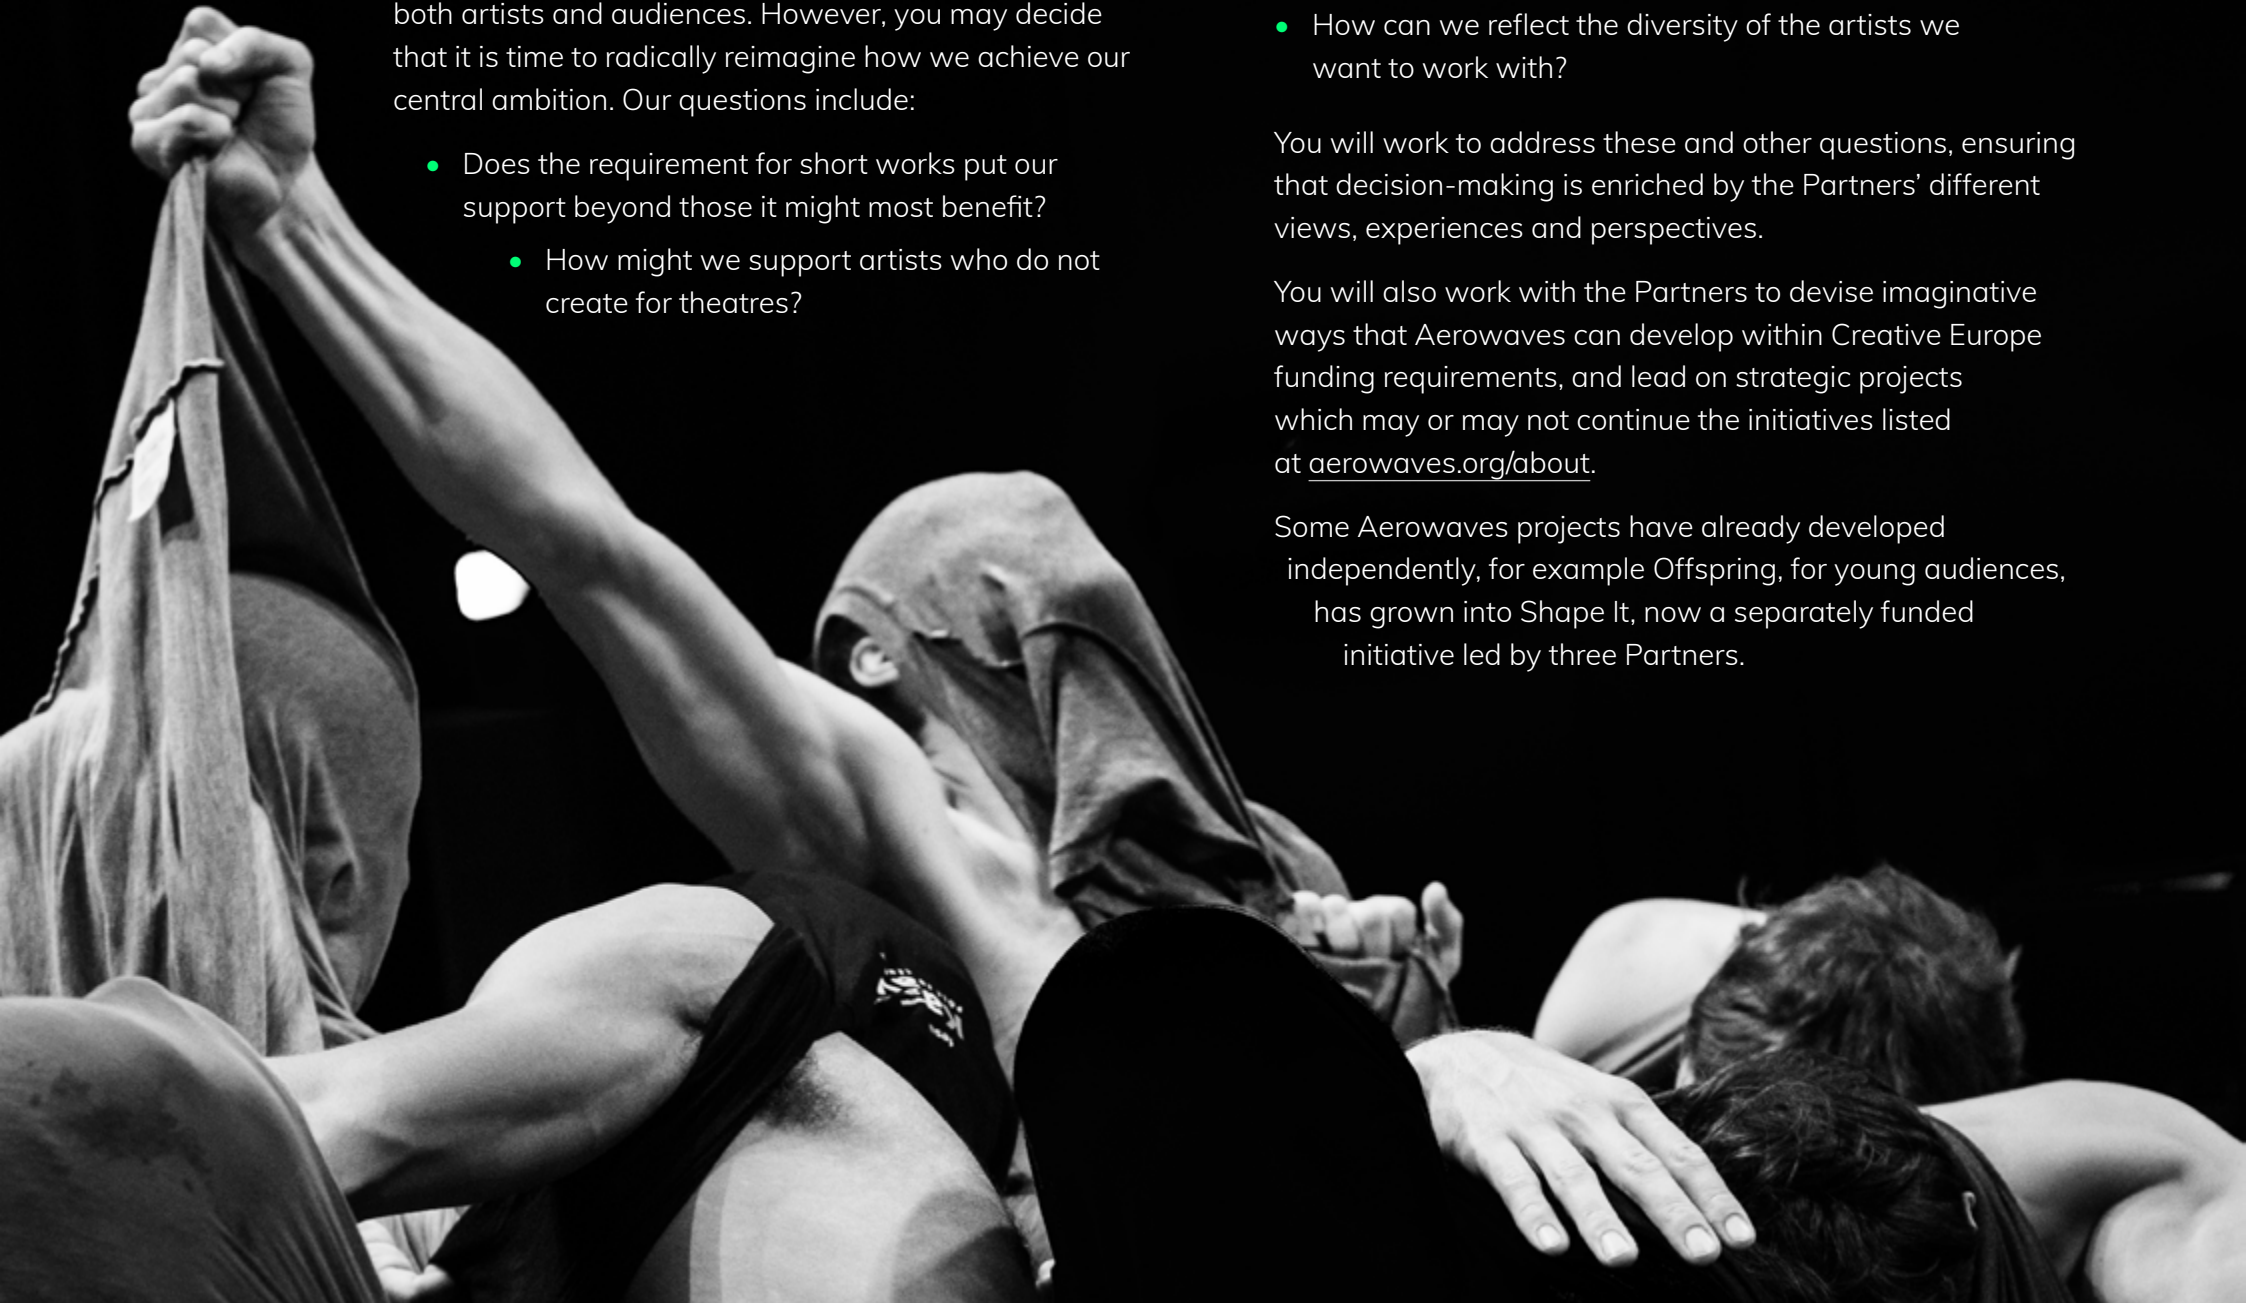 both artists and audiences. However, you may decide
that it is time to radically reimagine how we achieve our
central ambition. Our questions include:
• Does the requirement for short works put our
support beyond those it might most benefit?
• How might we support artists who do not
create for theatres?
• How can we reflect the diversity of the artists we
want to work with?
You will work to address these and other questions, ensuring
that decision-making is enriched by the Partners’ different
views, experiences and perspectives.
You will also work with the Partners to devise imaginative
ways that Aerowaves can develop within Creative Europe
funding requirements, and lead on strategic projects
which may or may not continue the initiatives listed
at aerowaves.org/about.
Some Aerowaves projects have already developed
independently, for example Offspring, for young audiences,
has grown into Shape It, now a separately funded
initiative led by three Partners.